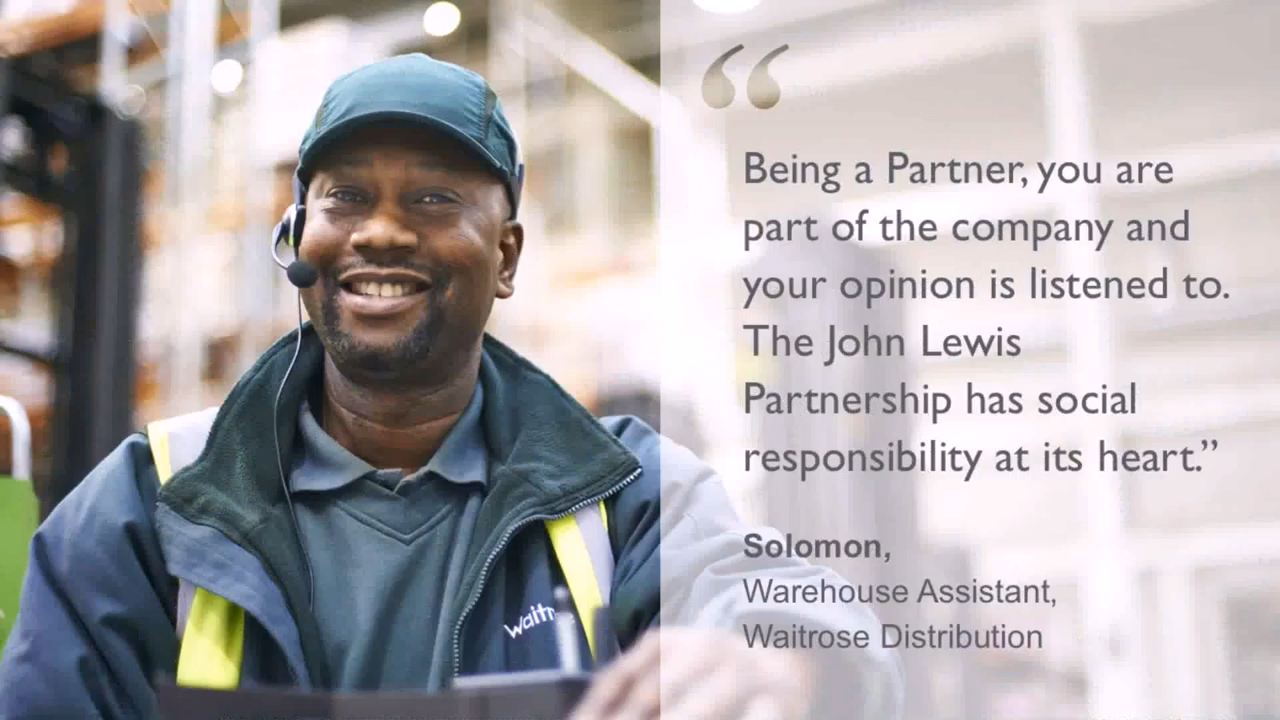 “
Being a Partner, you are
part of the company and
your opinion is listened to.
The John Lewis
Partnership has social
responsibility at its heart.”
Solomon,
Warehouse Assistant,
Waitrose Distribution